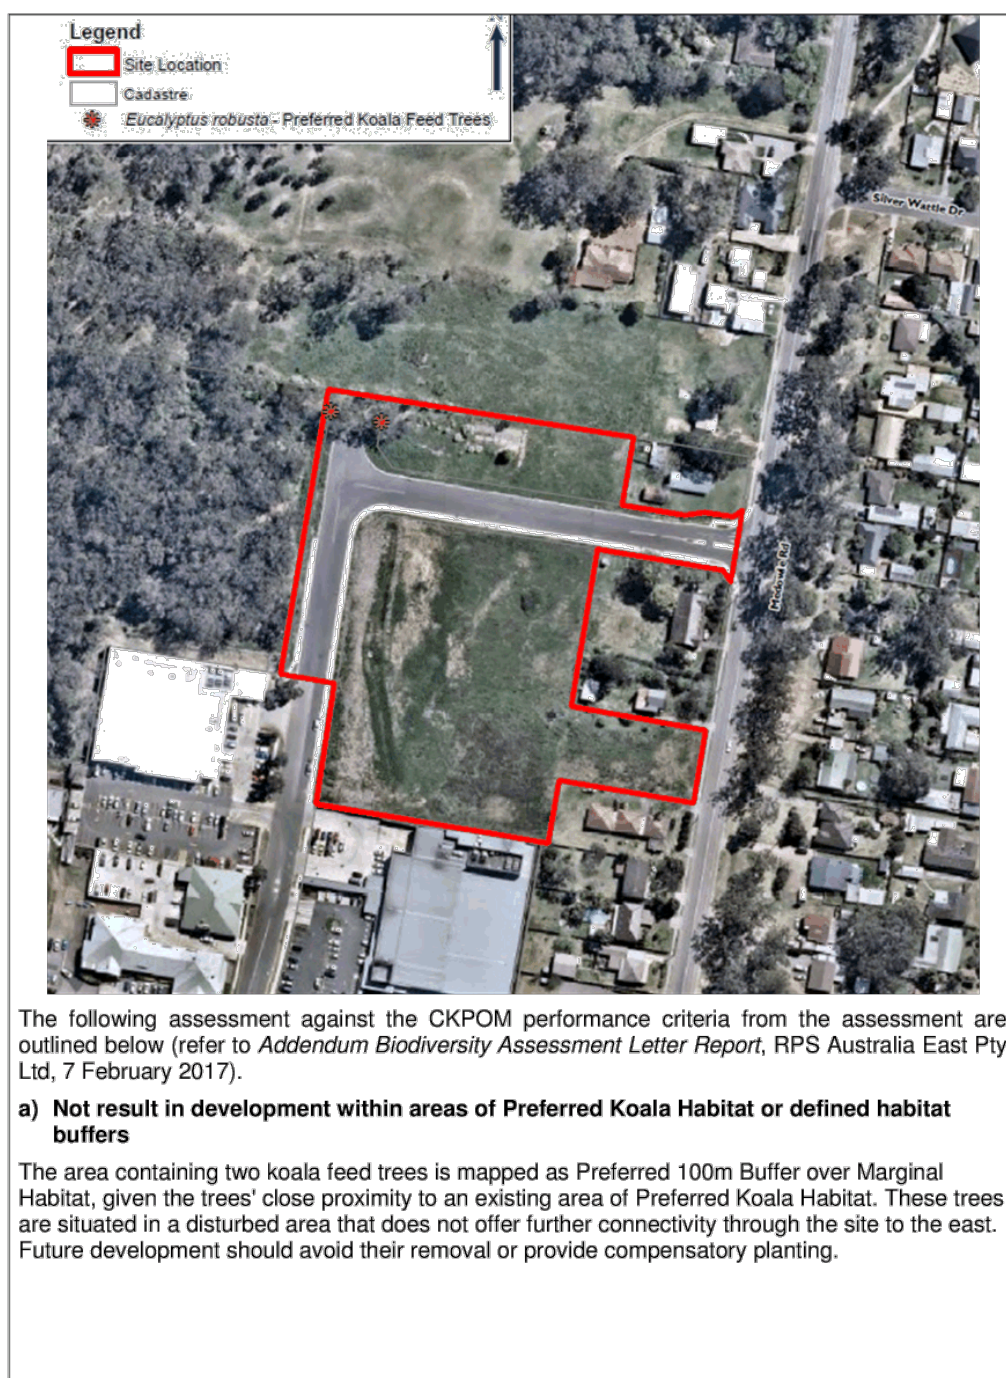 Legend
Site Location
Cadastre
Eucalyptus robusta - Preferred Koala Feed Trees
Silver Wattle Dr
Medowie Rd
The following assessment against the CKPOM performance criteria from the assessment are
outlined below (refer to Addendum Biodiversity Assessment Letter Report, RPS Australia East Pty
Ltd, 7 February 2017).
a) Not result in development within areas of Preferred Koala Habitat or defined habitat
buffers
The area containing two koala feed trees is mapped as Preferred 100m Buffer over Marginal
Habitat, given the trees' close proximity to an existing area of Preferred Koala Habitat. These trees
are situated in a disturbed area that does not offer further connectivity through the site to the east.
Future development should avoid their removal or provide compensatory planting.